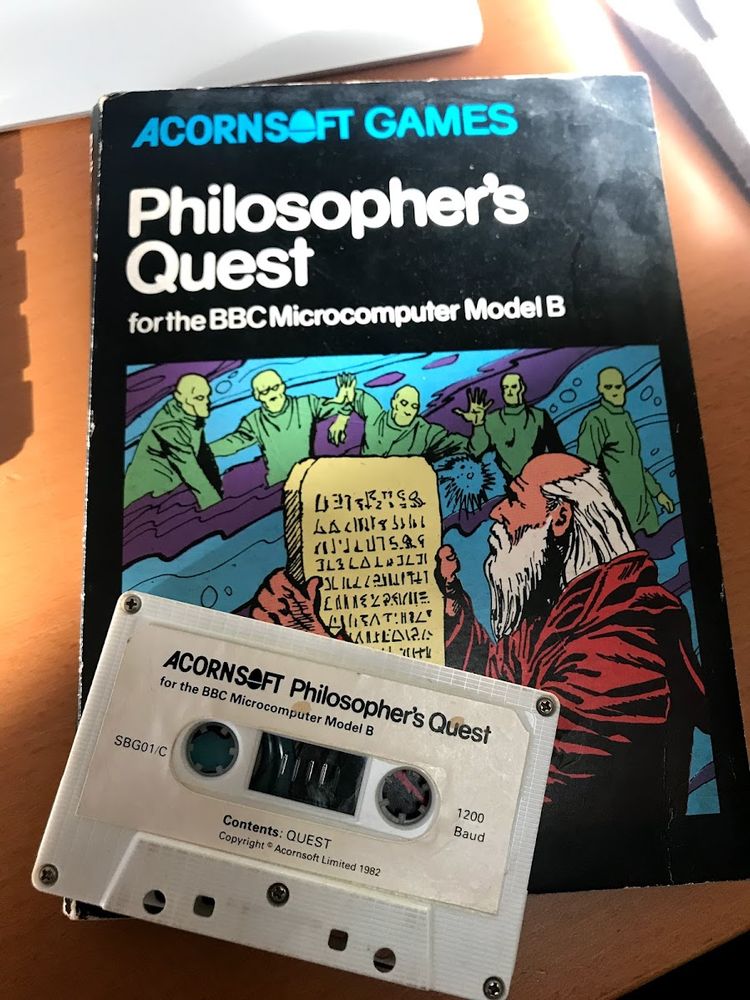 ACORNSOFT GAMES
Philosopher's
Quest
for the BBC Microcomputer Model B
ACORNSOFT Philosopher's Quest
for the BBC Microcomputer Model B
SBG01/C
1200
Baud
Contents: QUEST
Copyright © Acornsoft Limited 1982